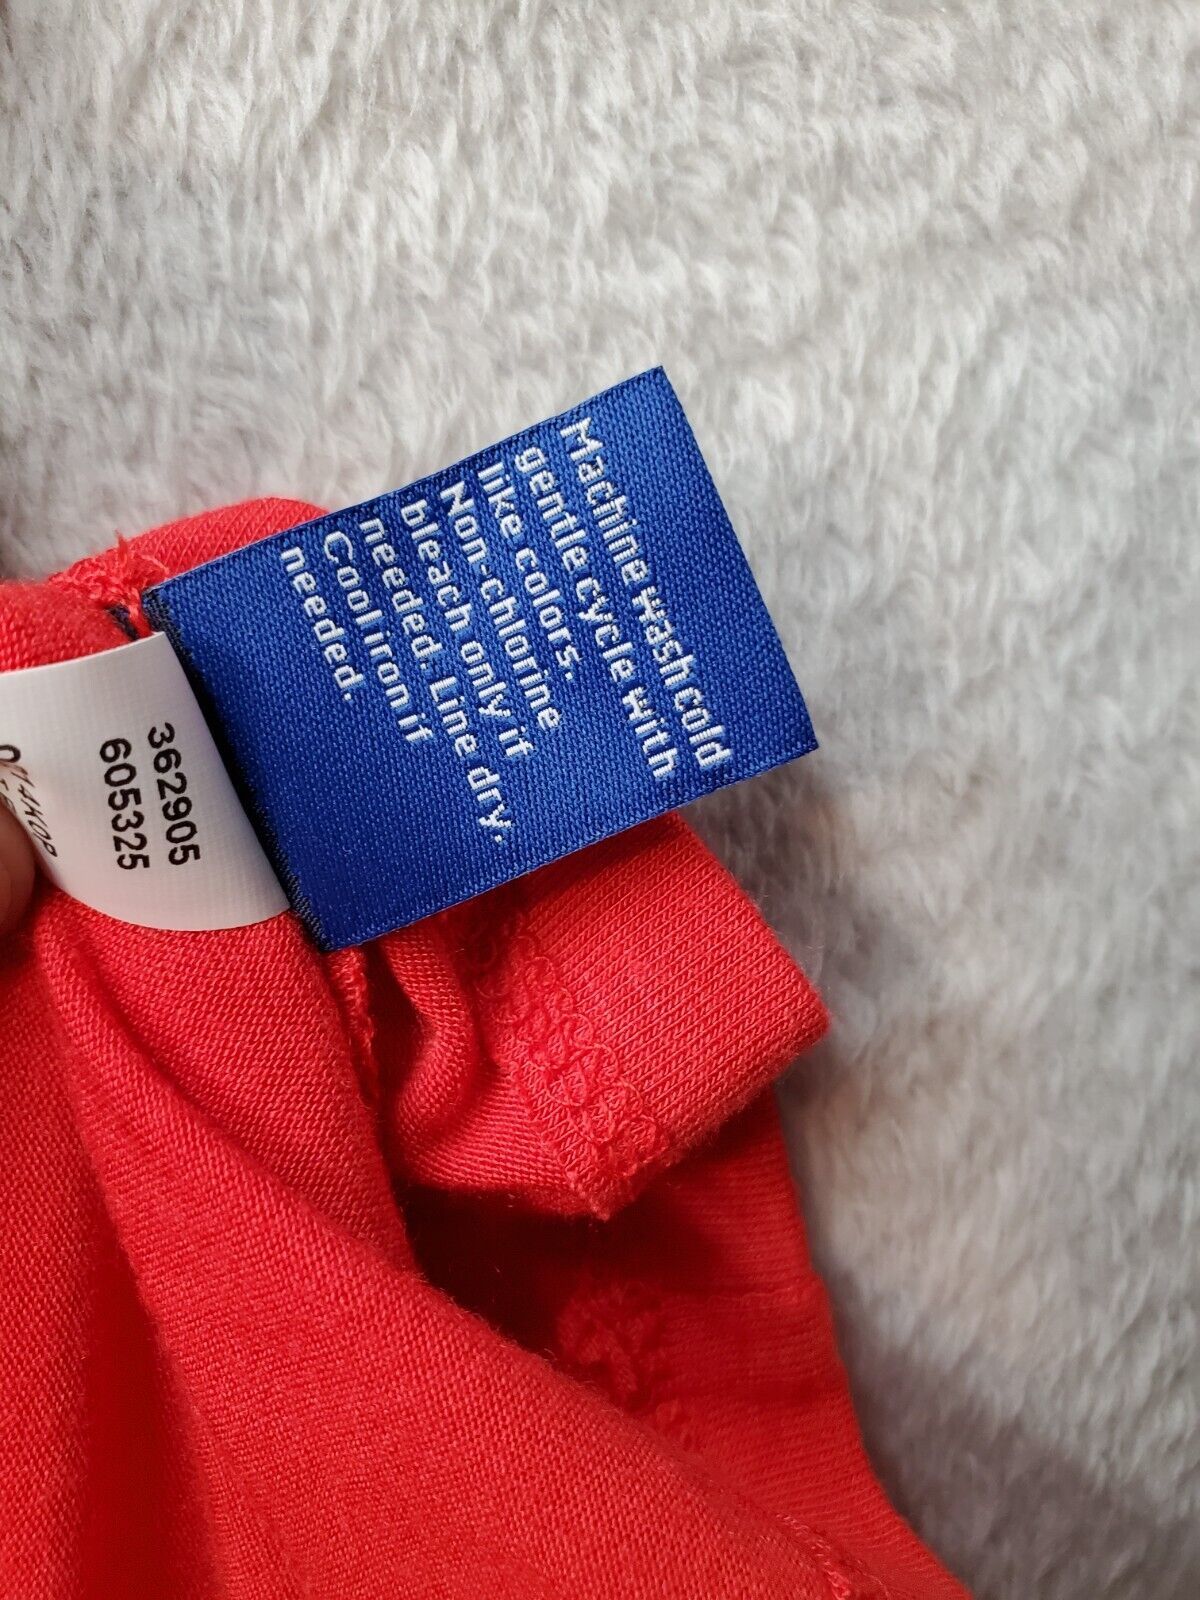 Machine wash cold
gentle cycle with
like colors.
Non-chlorine
bleach only if
needed. Line dry.
Cool iron if
needed.
362905
605325